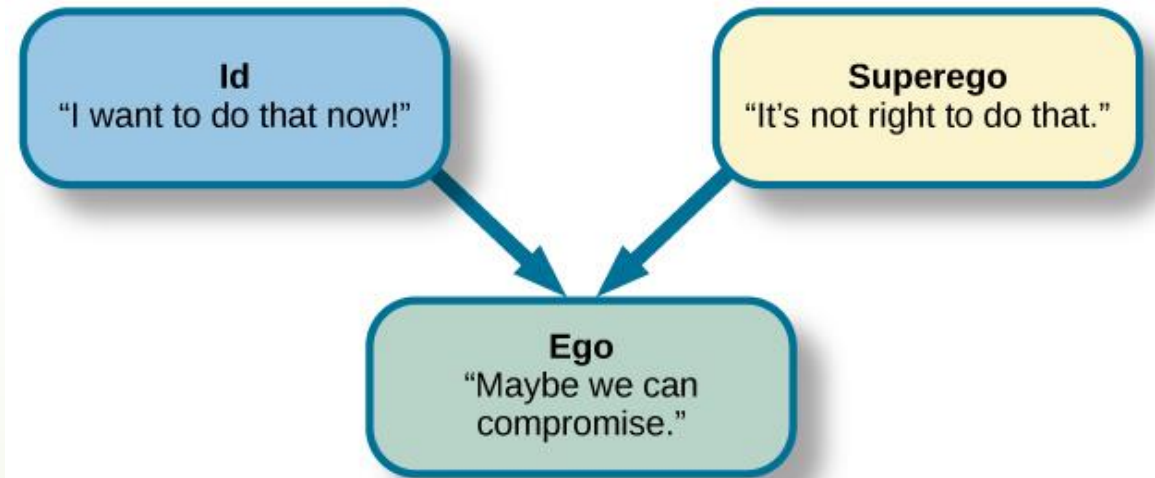 Id
“I want to do that now!”
Superego
“It’s not right to do that.”
Ego
“Maybe we can
compromise.”